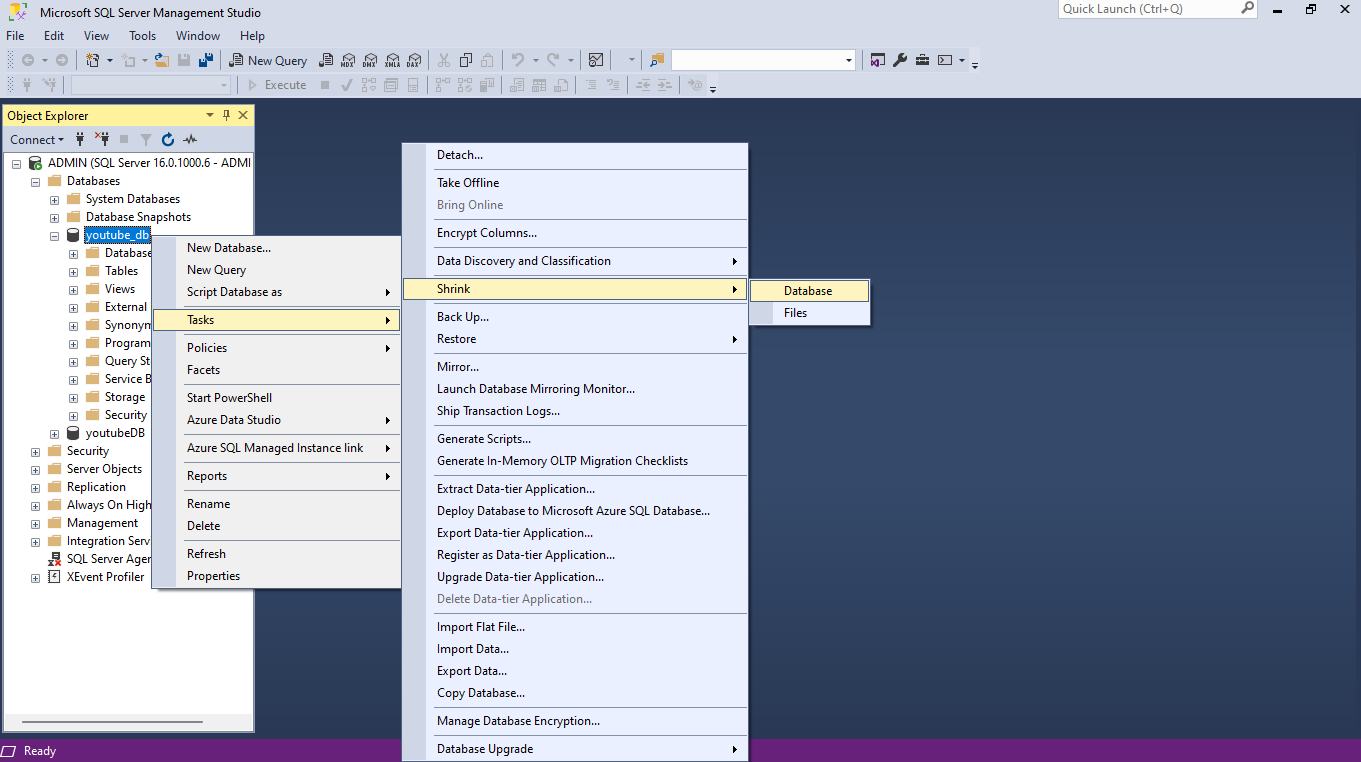 Microsoft SQL Server Management Studio
Quick Launch (Ctrl+Q)
File Edit View Tools Window Help
New Query
MDX DMX XMLA DAX
Execute
Object Explorer
Connect
ADMIN (SQL Server 16.0.1000.6 - ADMI
Databases
System Databases
Database Snapshots
youtube_db
Database
Tables
Views
External
Synonym
Program
Query St
Service B
Storage
Security
youtubeDB
Security
Server Objects
Replication
Always On High
Management
Integration Serv
SQL Server Agen
XEvent Profiler
New Database...
New Query
Script Database as
Tasks
Policies
Facets
Start PowerShell
Azure Data Studio
Azure SQL Managed Instance link
Reports
Rename
Delete
Refresh
Properties
Detach...
Take Offline
Bring Online
Encrypt Columns...
Data Discovery and Classification
Shrink
Back Up...
Restore
Mirror...
Launch Database Mirroring Monitor...
Ship Transaction Logs...
Generate Scripts...
Generate In-Memory OLTP Migration Checklists
Extract Data-tier Application...
Deploy Database to Microsoft Azure SQL Database...
Export Data-tier Application...
Register as Data-tier Application...
Upgrade Data-tier Application...
Delete Data-tier Application...
Import Flat File...
Import Data...
Export Data...
Copy Database...
Manage Database Encryption...
Database Upgrade
Database
Files
Ready